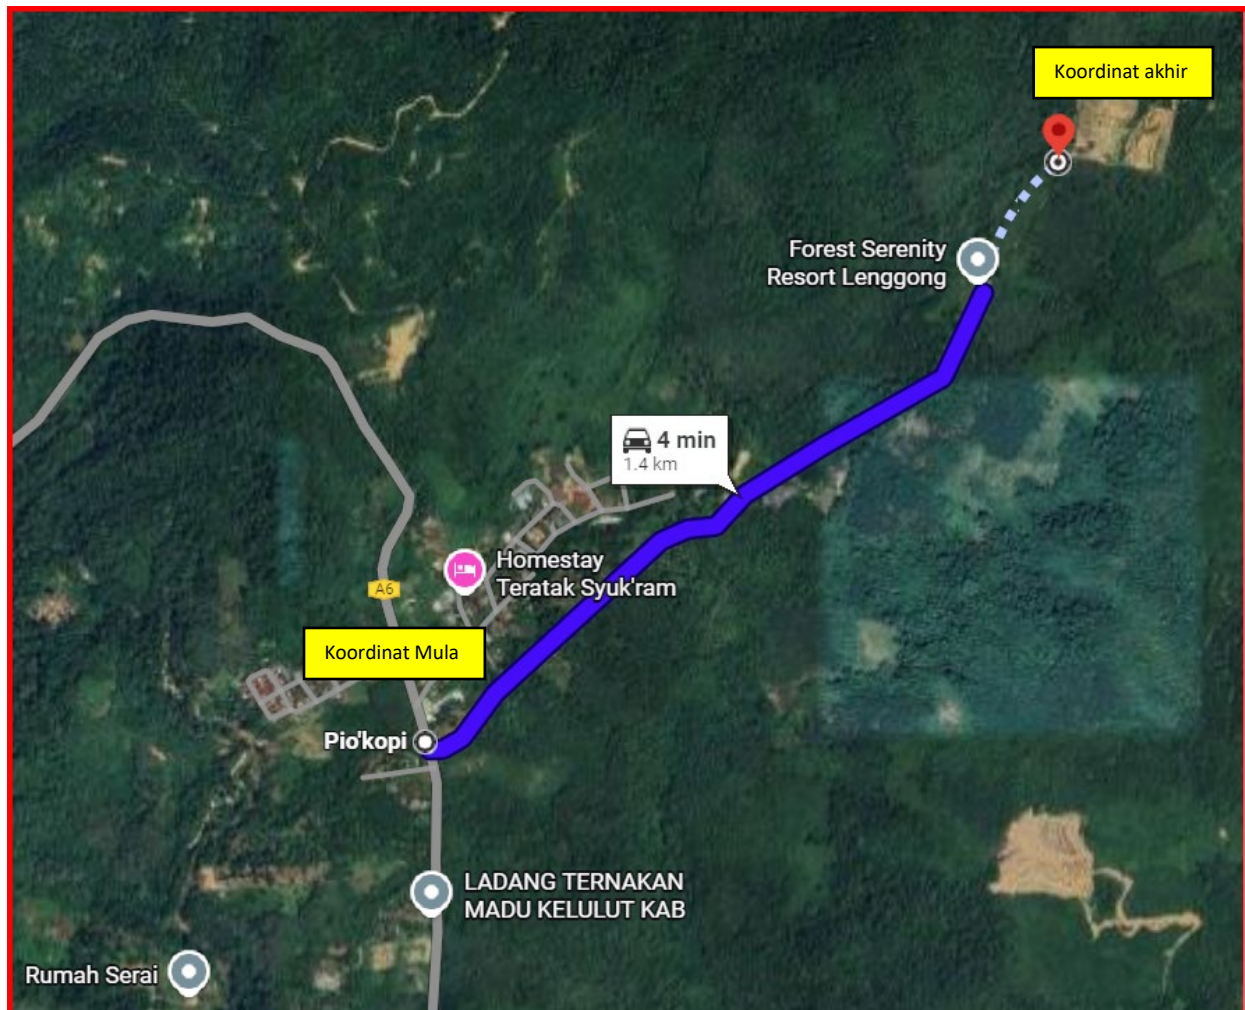 Koordinat akhir
Forest Serenity
Resort Lenggong
4 min
1.4 km
Homestay
Teratak Syuk'ram
A6
Koordinat Mula
Pio'kopi
LADANG TERNAKAN
MADU KELULUT KAB
Rumah Serai